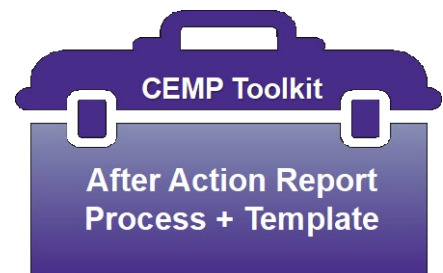 CEMP Toolkit
After Action Report
Process + Template